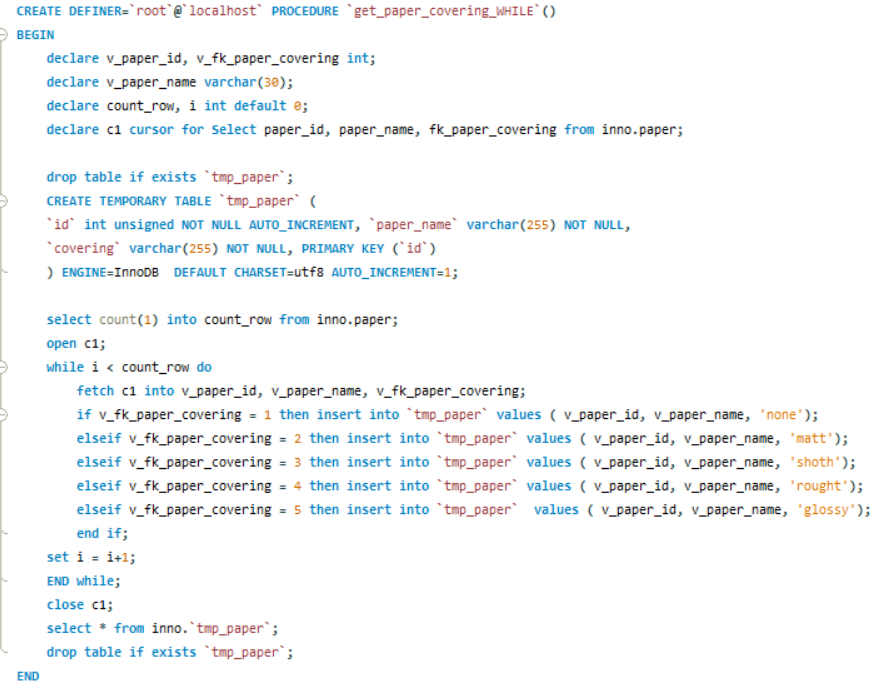 CREATE DEFINER=`root`@`localhost` PROCEDURE `get_paper_covering_WHILE`()
BEGIN
    declare v_paper_id, v_fk_paper_covering int;
    declare v_paper_name varchar(30);
    declare count_row, i int default 0;
    declare c1 cursor for Select paper_id, paper_name, fk_paper_covering from inno.paper;

    drop table if exists `tmp_paper`;
    CREATE TEMPORARY TABLE `tmp_paper` (
    `id` int unsigned NOT NULL AUTO_INCREMENT, `paper_name` varchar(255) NOT NULL,
    `covering` varchar(255) NOT NULL, PRIMARY KEY (`id`)
    ) ENGINE=InnoDB  DEFAULT CHARSET=utf8 AUTO_INCREMENT=1;

    select count(1) into count_row from inno.paper;
    open c1;
    while i < count_row do
        fetch c1 into v_paper_id, v_paper_name, v_fk_paper_covering;
        if v_fk_paper_covering = 1 then insert into `tmp_paper` values ( v_paper_id, v_paper_name, 'none');
        elseif v_fk_paper_covering = 2 then insert into `tmp_paper` values ( v_paper_id, v_paper_name, 'matt');
        elseif v_fk_paper_covering = 3 then insert into `tmp_paper` values ( v_paper_id, v_paper_name, 'shoth');
        elseif v_fk_paper_covering = 4 then insert into `tmp_paper` values ( v_paper_id, v_paper_name, 'rought');
        elseif v_fk_paper_covering = 5 then insert into `tmp_paper`  values ( v_paper_id, v_paper_name, 'glossy');
        end if;
    set i = i+1;
    END while;
    close c1;
    select * from inno.`tmp_paper`;
    drop table if exists `tmp_paper`;
END